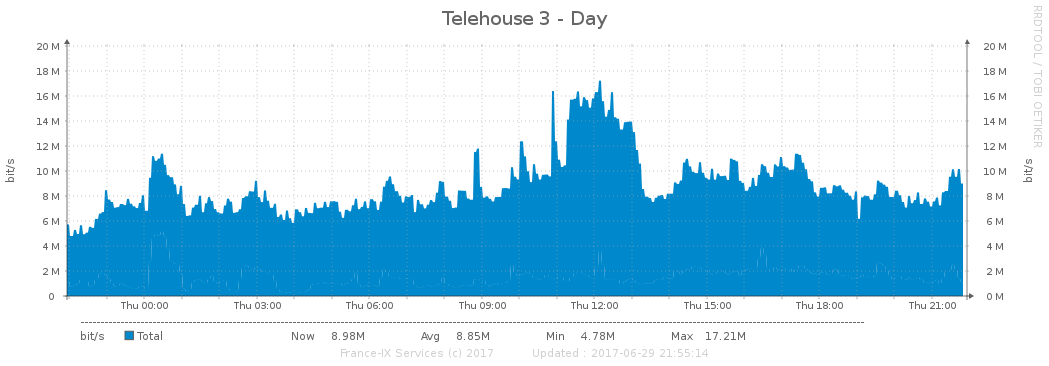 Telehouse 3 - Day
RRDTOOL / TOBI OETIKER
bit/s
20 M
18 M
16 M
14 M
12 M
10 M
8 M
6 M
4 M
2 M
0
20 M
18 M
16 M
14 M
12 M
10 M
8 M
6 M
4 M
2 M
0 M
bit/s
Thu 00:00 Thu 03:00 Thu 06:00 Thu 09:00 Thu 12:00 Thu 15:00 Thu 18:00 Thu 21:00
bit/s Total Now 8.98M Avg 8.85M Min 4.78M Max 17.21M
France-IX Services (c) 2017 Updated : 2017-06-29 21:55:14